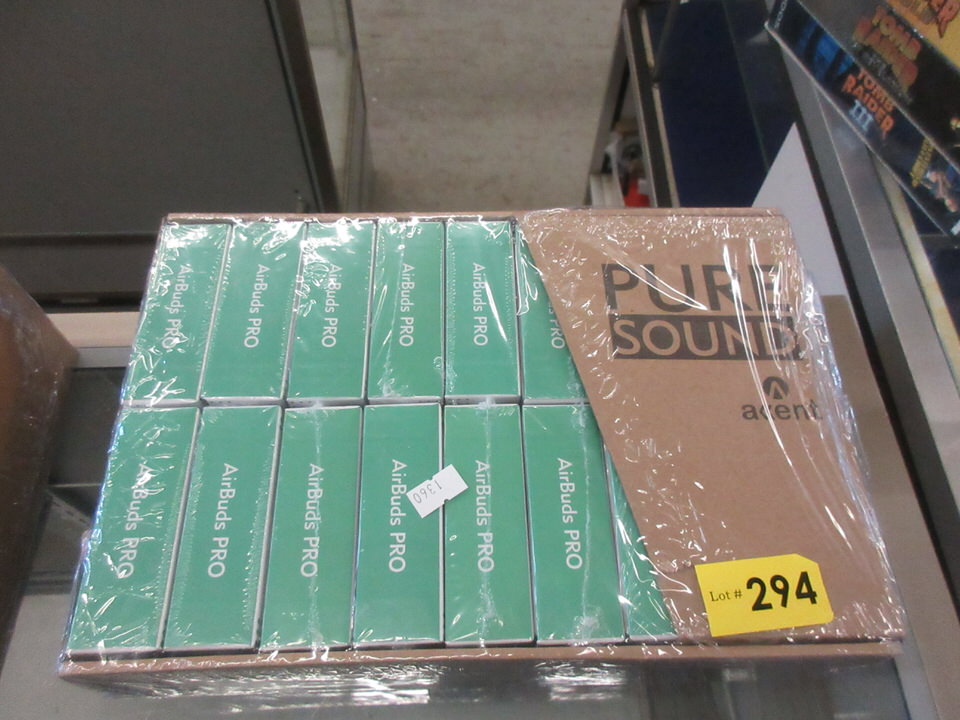 TOMB
RAIDER
TOMB
RAIDER
III
AirBuds PRO
AirBuds PRO
AirBuds PRO
AirBuds PRO
AirBuds PRO
PRO
PURE
SOUND
acent
AirBuds PRO
AirBuds PRO
AirBuds PRO
AirBuds PRO
AirBuds PRO
AirBuds PRO
1360
Lot # 294